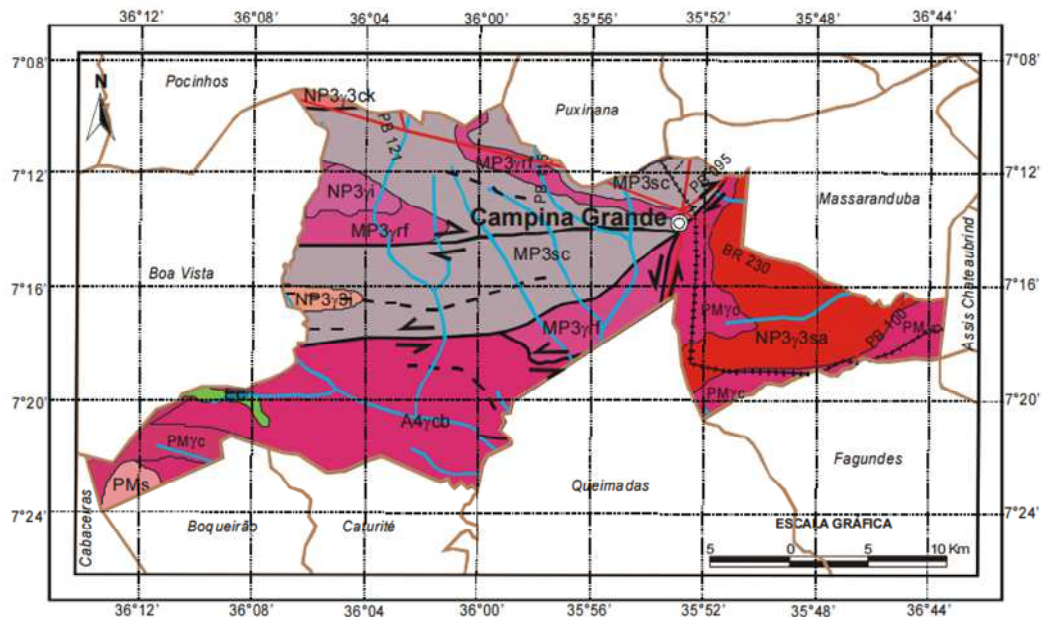 36°12' 36°08' 36°04' 36°00' 35°56' 35°52' 35°48' 36°44'
7°08' 7°08'
Pocinhos
N
NP3γ3ck
Puxinana
PB 121
MP3γrf
PB 095
7°12' 7°12'
NP3γi
MP3sc
Massaranduba
Campina Grande
MP3γrf
MP3sc
BR 230
Boa Vista
Assis Chateaubrind
7°16' 7°16'
MP3γrf
NP3γ3sa
PB 100
PMγc
7°20' 7°20'
A4γcb
PMγc
PMs
Fagundes
Queimadas
7°24' 7°24'
Cabaceiras
Boqueirão
Caturité
ESCALA GRÁFICA
5 0 5 10 Km
36°12' 36°08' 36°04' 36°00' 35°56' 35°52' 35°48' 36°44'